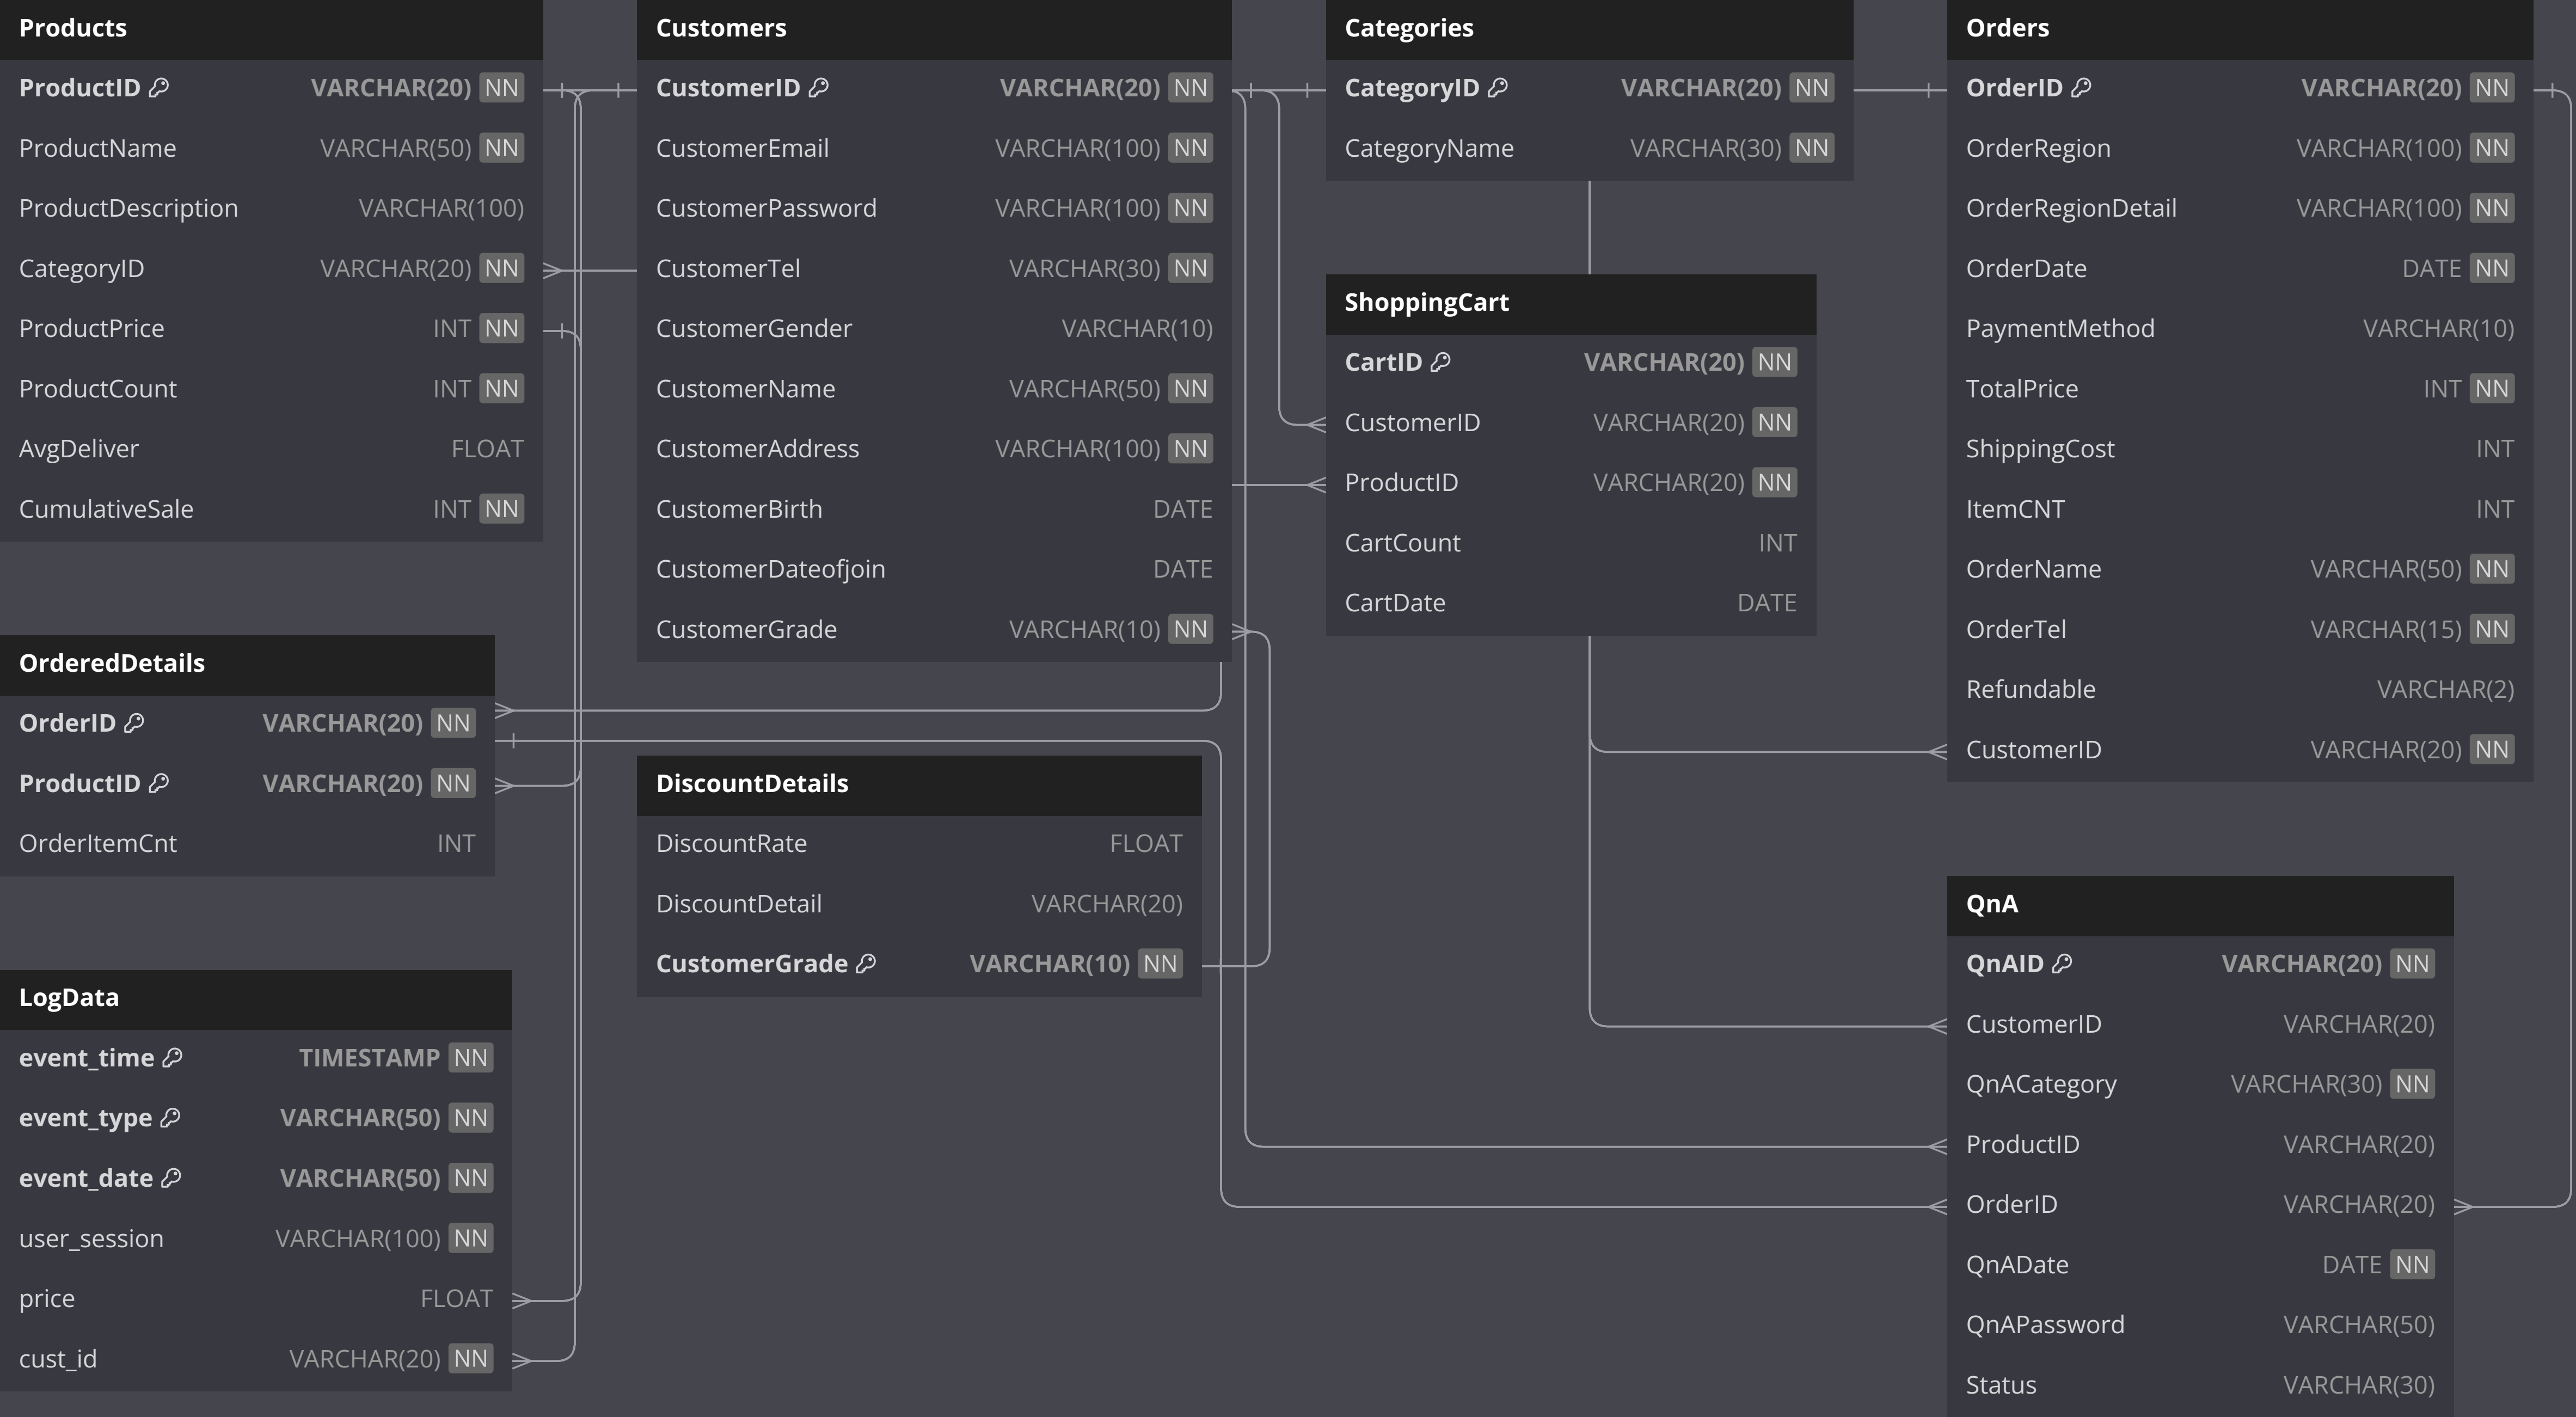 Products
ProductID VARCHAR(20) NN
ProductName VARCHAR(50) NN
ProductDescription VARCHAR(100)
CategoryID VARCHAR(20) NN
ProductPrice INT NN
ProductCount INT NN
AvgDeliver FLOAT
CumulativeSale INT NN
OrderedDetails
OrderID VARCHAR(20) NN
ProductID VARCHAR(20) NN
OrderItemCnt INT
LogData
event_time TIMESTAMP NN
event_type VARCHAR(50) NN
event_date VARCHAR(50) NN
user_session VARCHAR(100) NN
price FLOAT
cust_id VARCHAR(20) NN
Customers
CustomerID VARCHAR(20) NN
CustomerEmail VARCHAR(100) NN
CustomerPassword VARCHAR(100) NN
CustomerTel VARCHAR(30) NN
CustomerGender VARCHAR(10)
CustomerName VARCHAR(50) NN
CustomerAddress VARCHAR(100) NN
CustomerBirth DATE
CustomerDateofjoin DATE
CustomerGrade VARCHAR(10) NN
DiscountDetails
DiscountRate FLOAT
DiscountDetail VARCHAR(20)
CustomerGrade VARCHAR(10) NN
Categories
CategoryID VARCHAR(20) NN
CategoryName VARCHAR(30) NN
ShoppingCart
CartID VARCHAR(20) NN
CustomerID VARCHAR(20) NN
ProductID VARCHAR(20) NN
CartCount INT
CartDate DATE
Orders
OrderID VARCHAR(20) NN
OrderRegion VARCHAR(100) NN
OrderRegionDetail VARCHAR(100) NN
OrderDate DATE NN
PaymentMethod VARCHAR(10)
TotalPrice INT NN
ShippingCost INT
ItemCNT INT
OrderName VARCHAR(50) NN
OrderTel VARCHAR(15) NN
Refundable VARCHAR(2)
CustomerID VARCHAR(20) NN
QnA
QnAID VARCHAR(20) NN
CustomerID VARCHAR(20)
QnACategory VARCHAR(30) NN
ProductID VARCHAR(20)
OrderID VARCHAR(20)
QnADate DATE NN
QnAPassword VARCHAR(50)
Status VARCHAR(30)